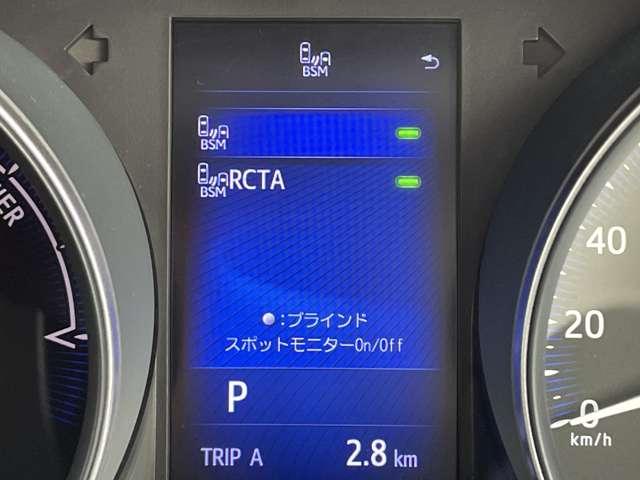 BSM
BSM
BSM RCTA
●：ブラインド
スポットモニターOn/Off
P
TRIP A 2.8 km
40
20
0
km/h